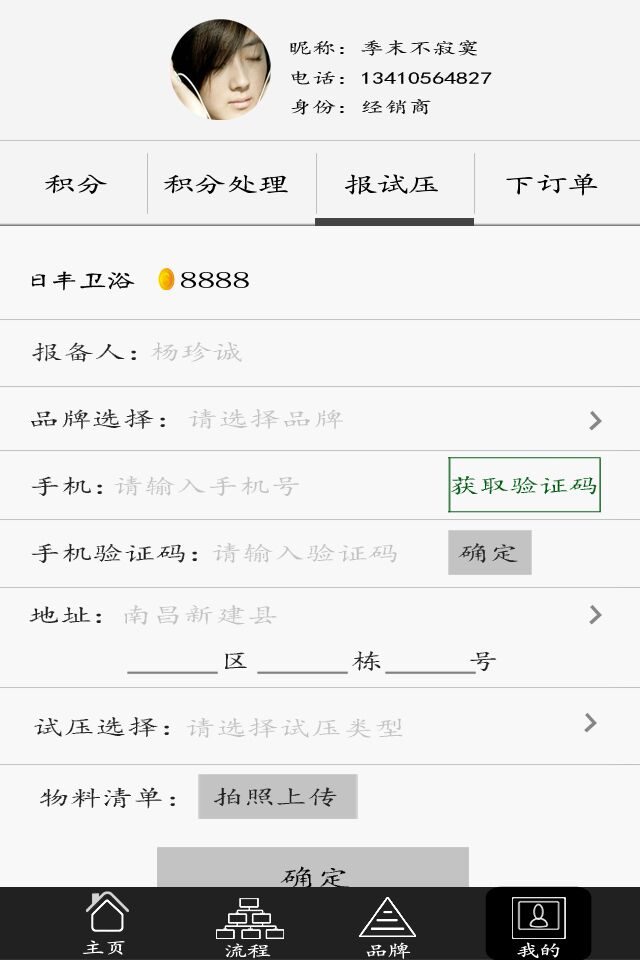 昵称：季末不寂寞
电话：13410564827
身份：经销商
积分 积分处理 报试压 下订单
日丰卫浴 8888
报备人：杨珍诚
品牌选择：请选择品牌
手机：请输入手机号 获取验证码
手机验证码：请输入验证码 确定
地址：南昌新建县
______区______栋______号
试压选择：请选择试压类型
物料清单：拍照上传
确定
主页 流程 品牌 我的